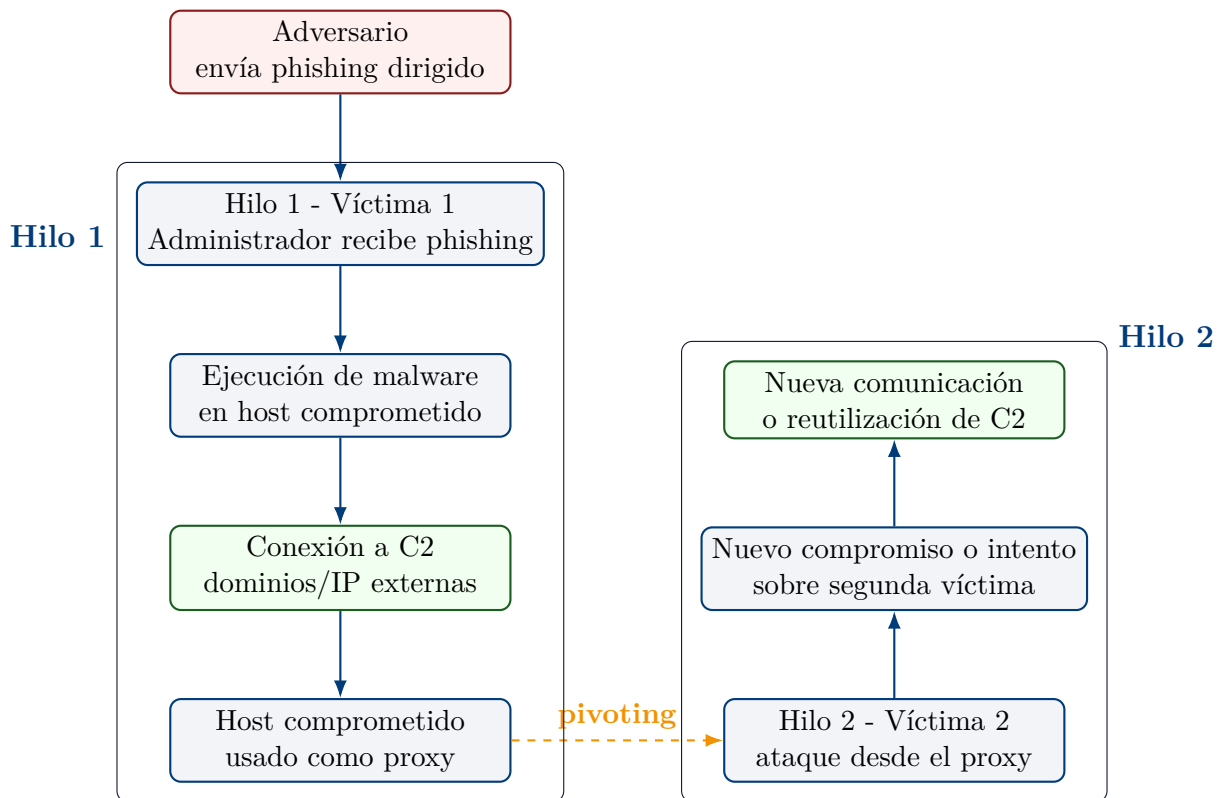 Adversario
envía phishing dirigido
Hilo 1
Hilo 1 - Víctima 1
Administrador recibe phishing
Ejecución de malware
en host comprometido
Conexión a C2
dominios/IP externas
Host comprometido
usado como proxy
pivoting
Hilo 2
Nueva comunicación
o reutilización de C2
Nuevo compromiso o intento
sobre segunda víctima
Hilo 2 - Víctima 2
ataque desde el proxy